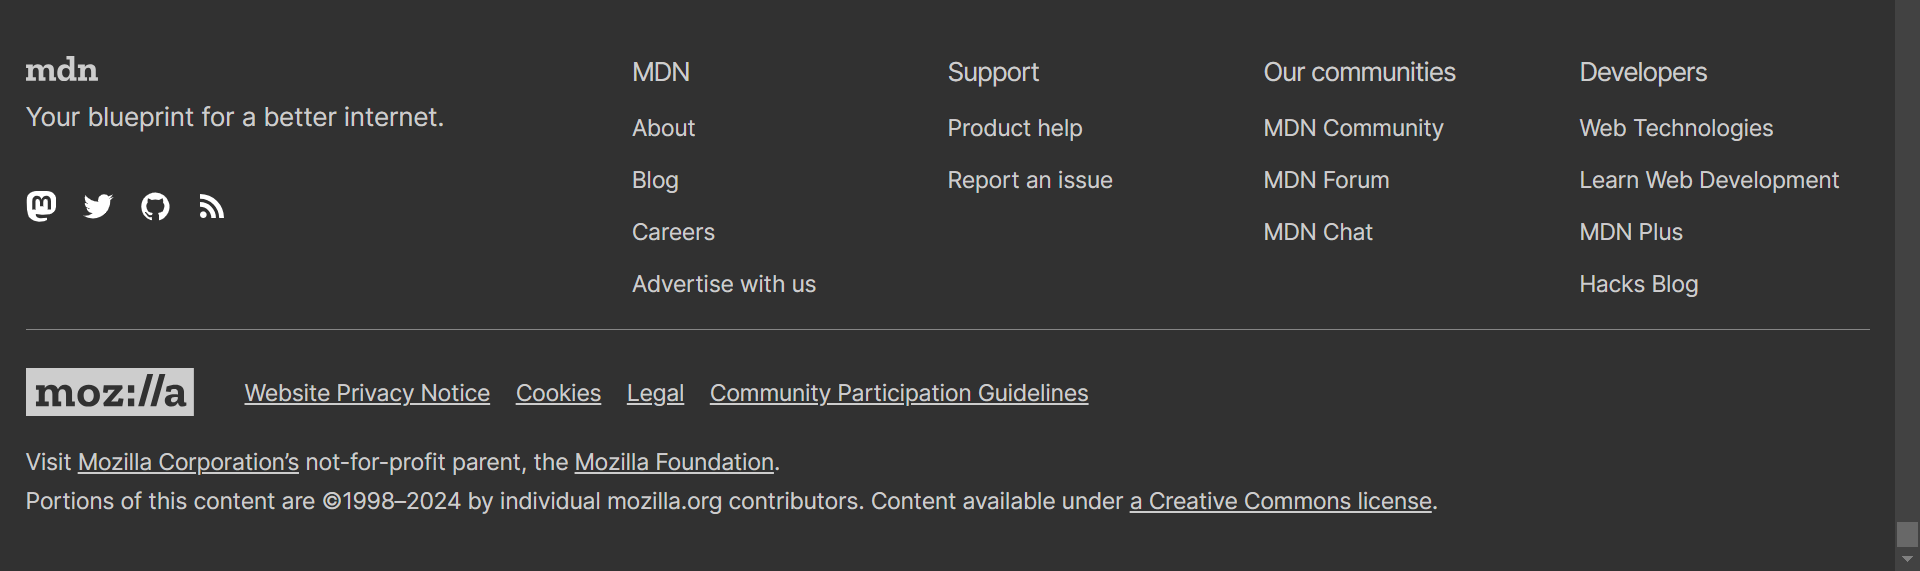 mdn
Your blueprint for a better internet.
MDN
About
Blog
Careers
Advertise with us
Support
Product help
Report an issue
Our communities
MDN Community
MDN Forum
MDN Chat
Developers
Web Technologies
Learn Web Development
MDN Plus
Hacks Blog
moz://a
Website Privacy Notice Cookies Legal Community Participation Guidelines
Visit Mozilla Corporation’s not-for-profit parent, the Mozilla Foundation.
Portions of this content are ©1998–2024 by individual mozilla.org contributors. Content available under a Creative Commons license.